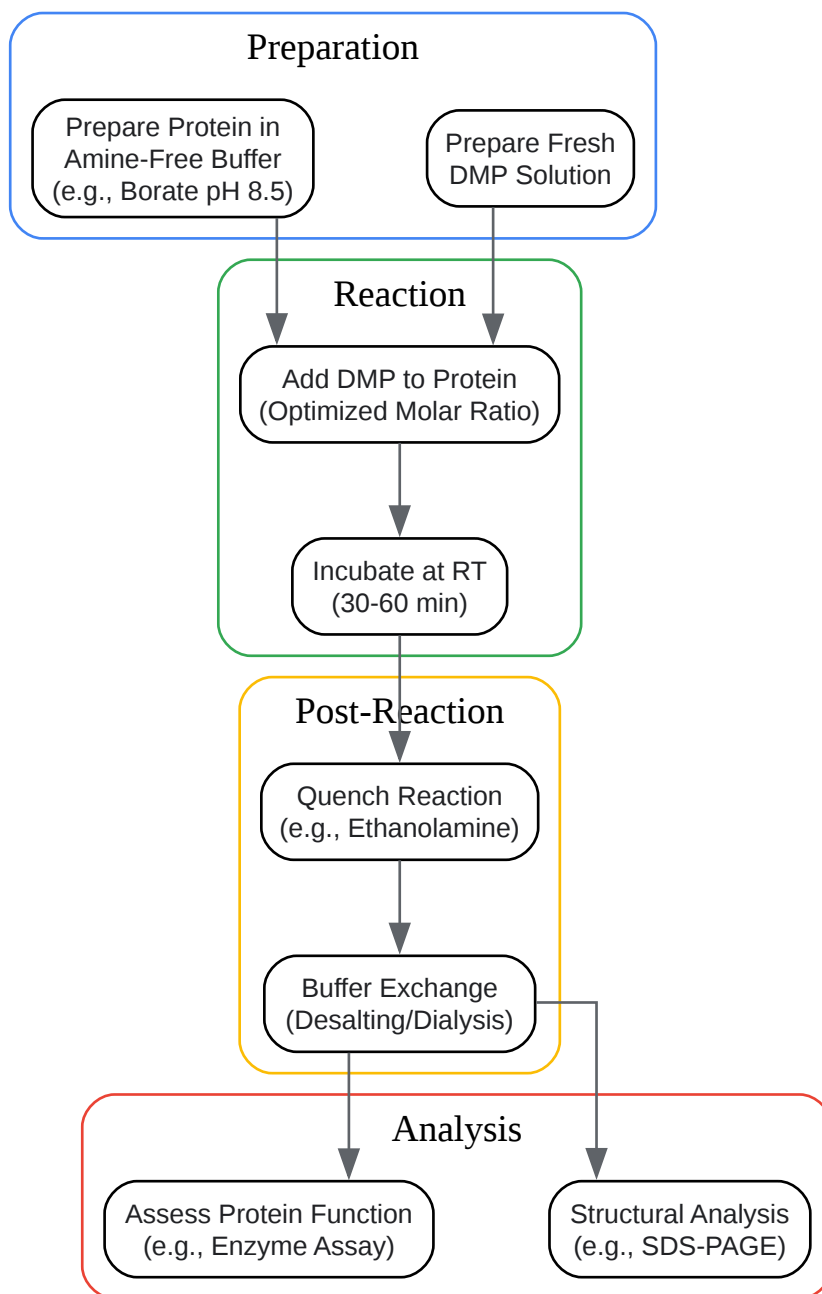 Preparation
Prepare Protein in
Amine-Free Buffer
(e.g., Borate pH 8.5)
Prepare Fresh
DMP Solution
Reaction
Add DMP to Protein
(Optimized Molar Ratio)
Incubate at RT
(30-60 min)
Post-Reaction
Quench Reaction
(e.g., Ethanolamine)
Buffer Exchange
(Desalting/Dialysis)
Analysis
Assess Protein Function
(e.g., Enzyme Assay)
Structural Analysis
(e.g., SDS-PAGE)